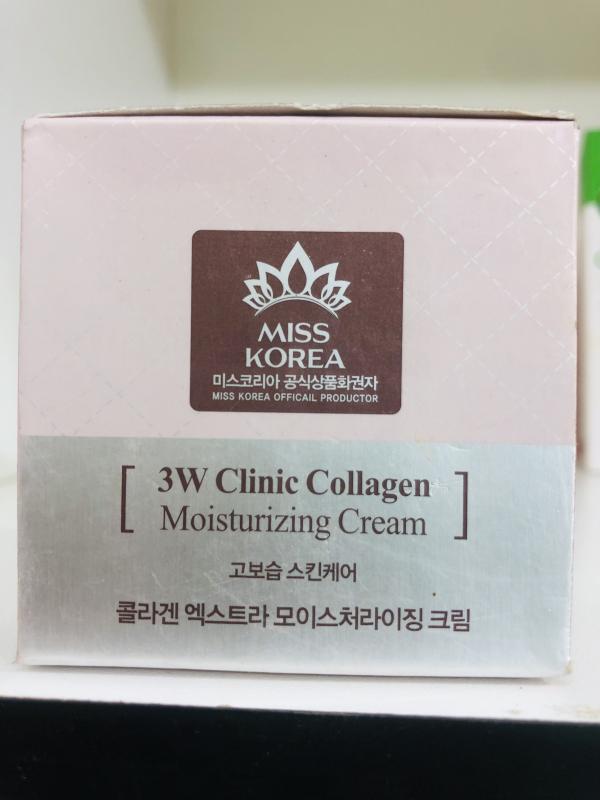 MISS
KOREA
미스코리아 공식상품화권자
MISS KOREA OFFICAIL PRODUCTOR
[ 3W Clinic Collagen
Moisturizing Cream ]
고보습 스킨케어
콜라겐 엑스트라 모이스처라이징 크림